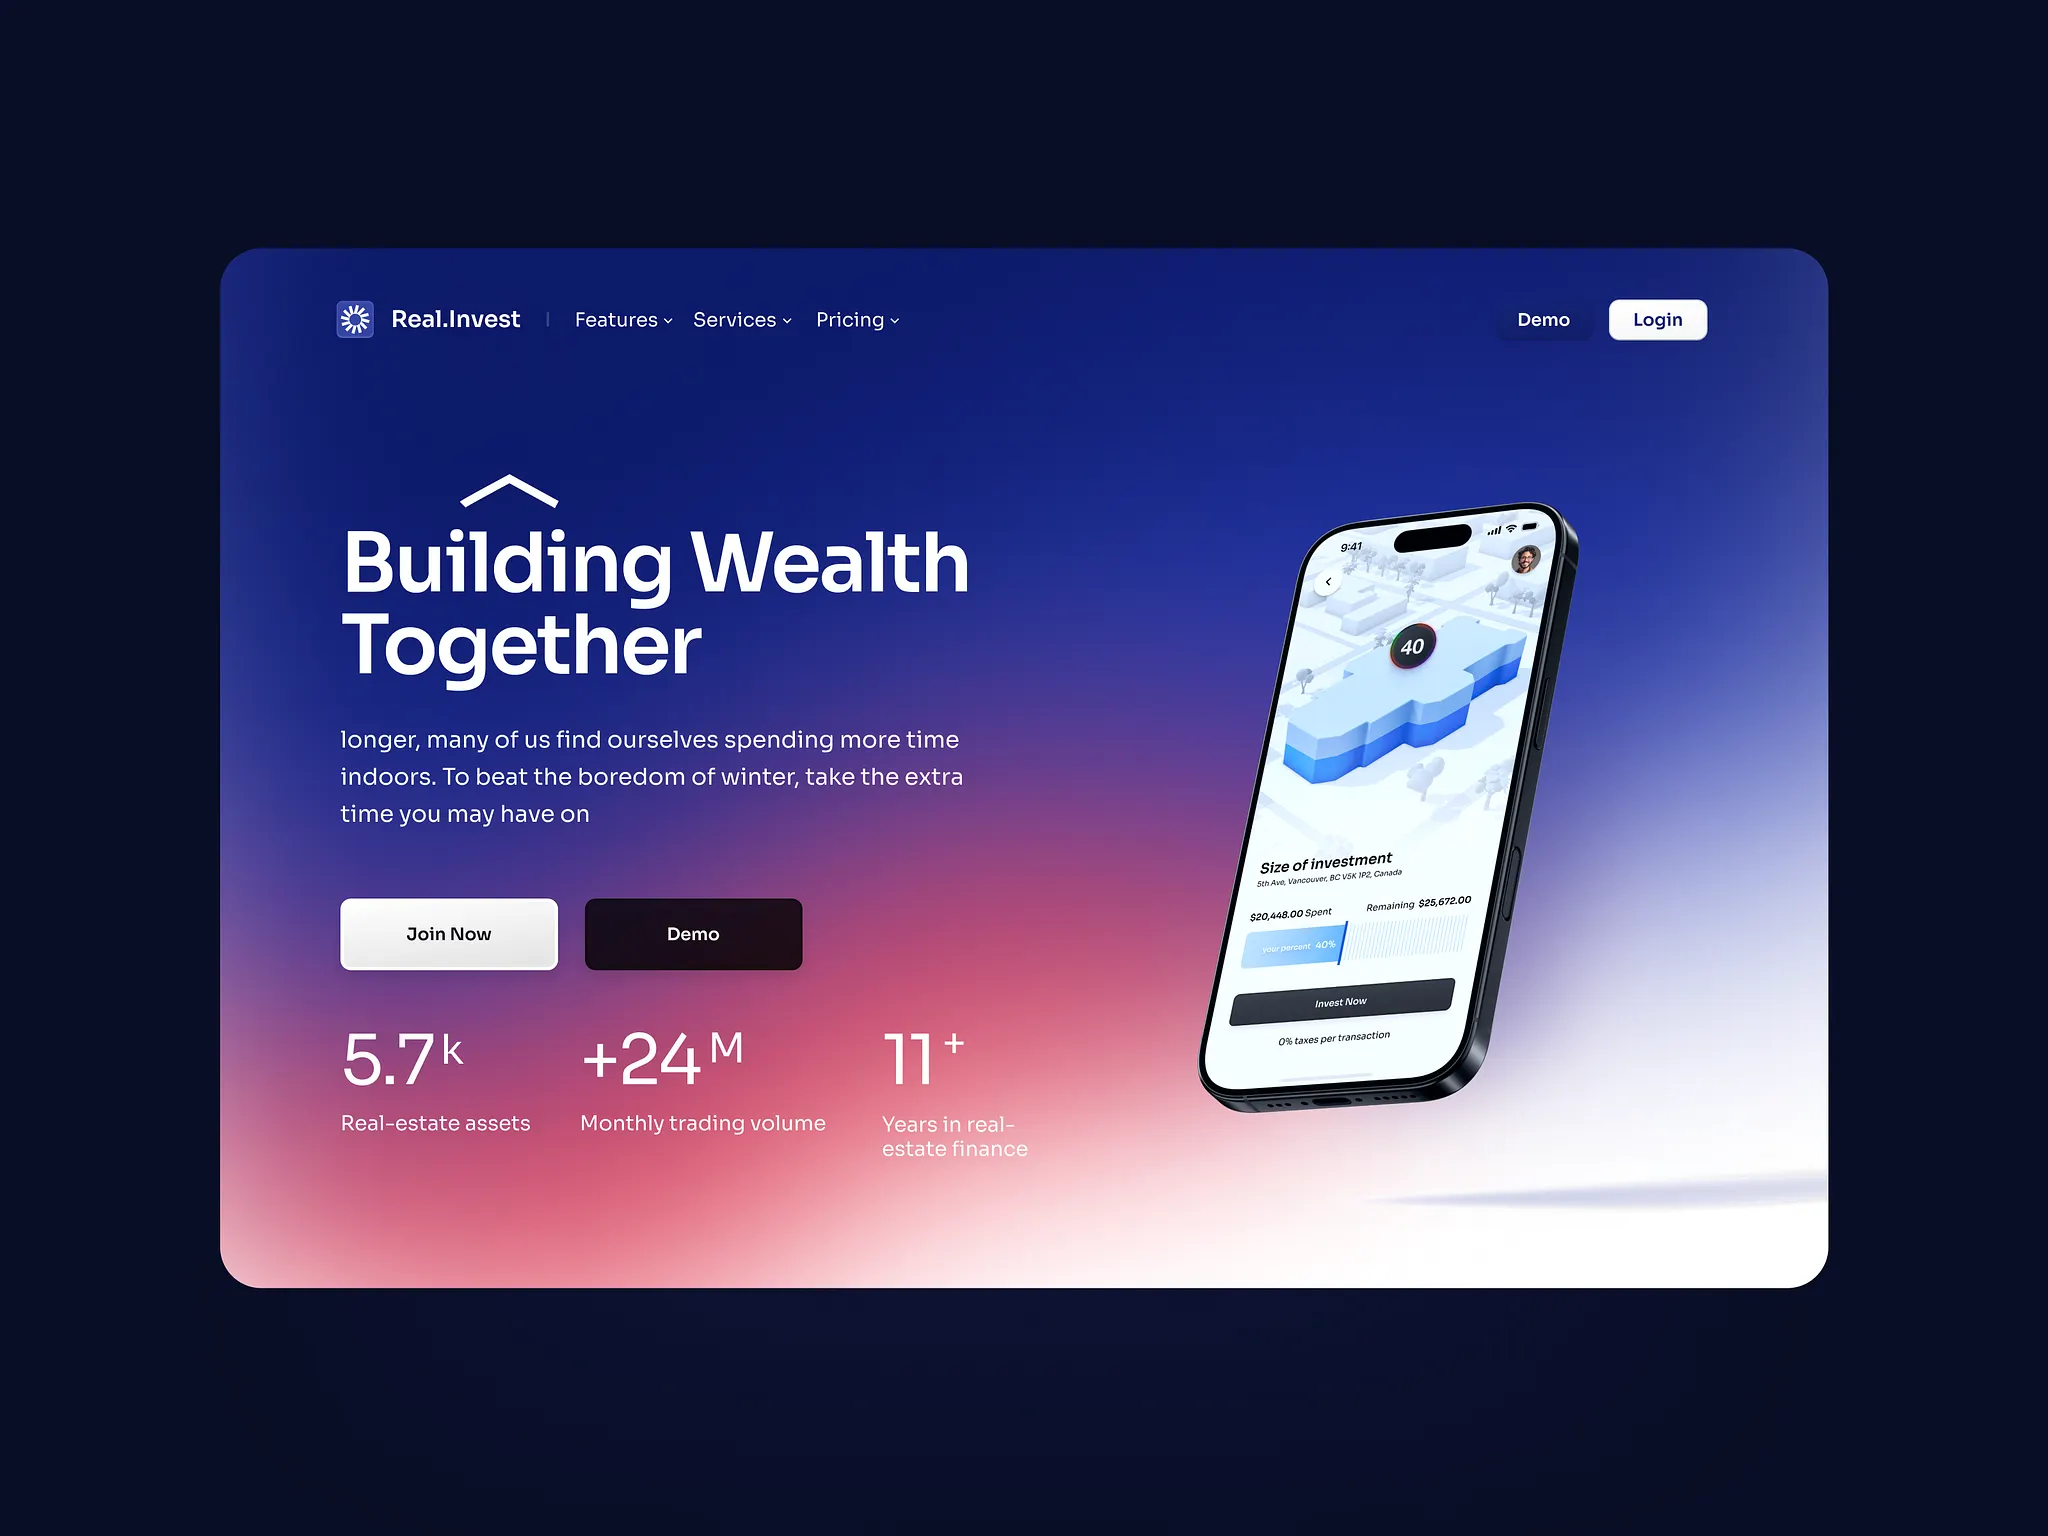 Real.Invest
Features
Services
Pricing
Demo
Login
Building Wealth
Together
longer, many of us find ourselves spending more time
indoors. To beat the boredom of winter, take the extra
time you may have on
Join Now
Demo
5.7k
Real-estate assets
+24M
Monthly trading volume
11+
Years in real-
estate finance
9:41
40
Size of investment
5th Ave, Vancouver, BC V5K 1P2, Canada
$20,448.00 Spent
Remaining $25,672.00
your percent 40%
Invest Now
0% taxes per transaction